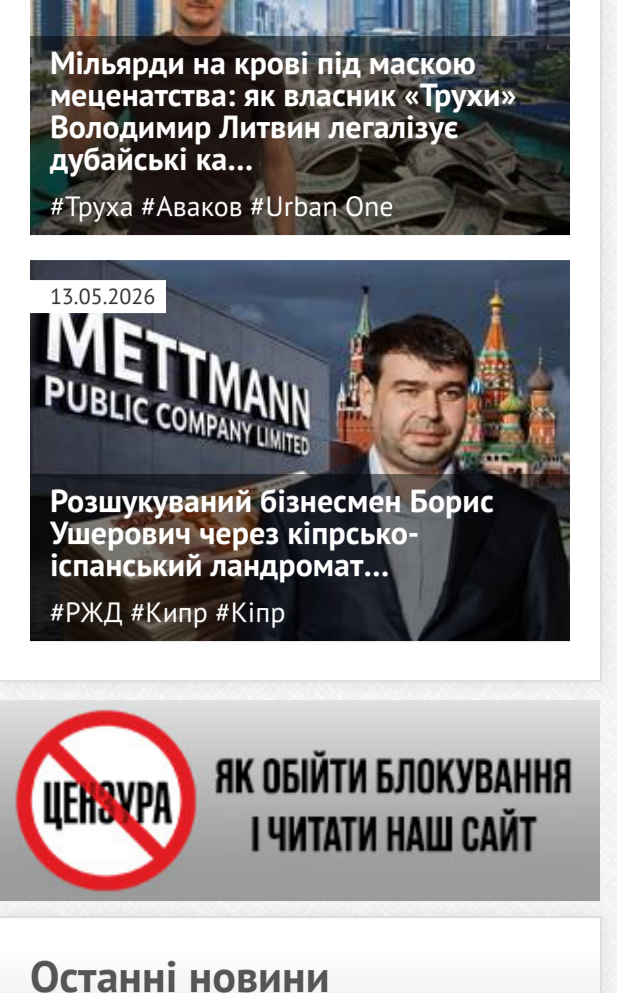 Мільярди на крові під маскою
меценатства: як власник «Трухи»
Володимир Литвин легалізує
дубайські ка...
#Труха #Аваков #Urban One
13.05.2026
METTMANN
PUBLIC COMPANY LIMITED
Розшукуваний бізнесмен Борис
Ушерович через кіпрсько-
іспанський ландромат...
#РЖД #Кипр #Кіпр
ЦЕНЗУРА
ЯК ОБІЙТИ БЛОКУВАННЯ
І ЧИТАТИ НАШ САЙТ
Останні новини